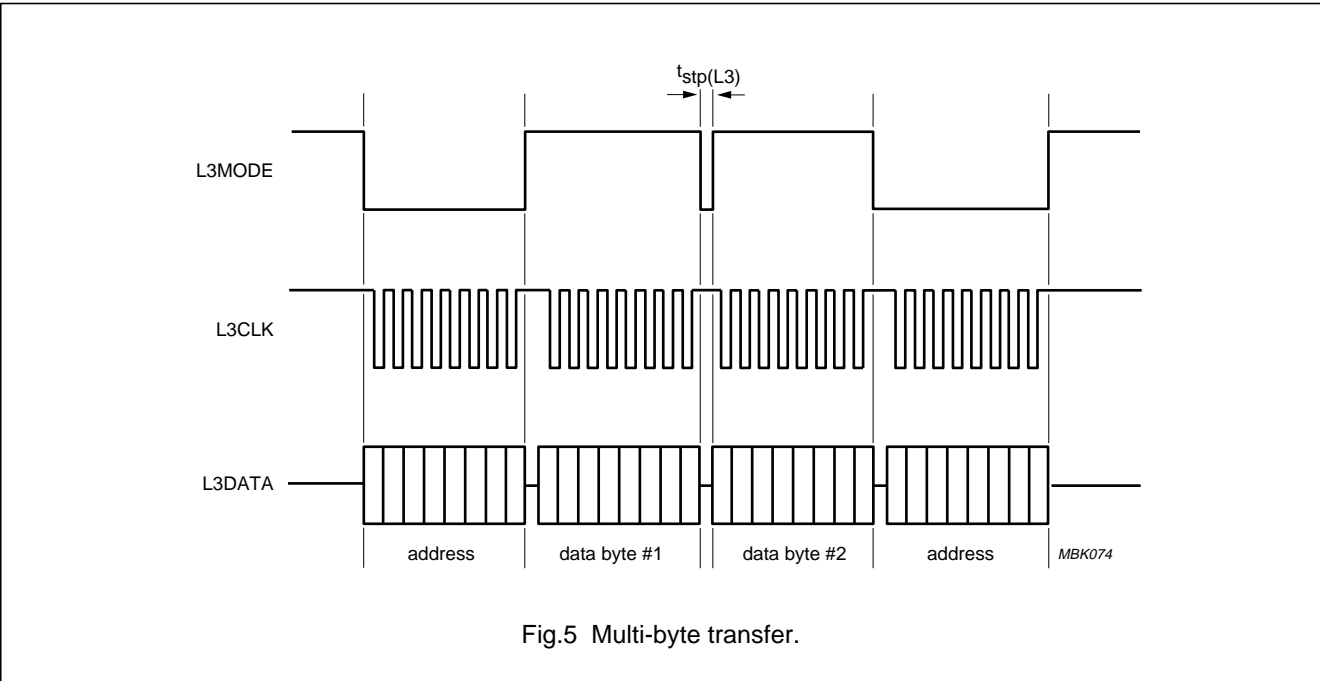 tstp(L3)
L3MODE
L3CLK
L3DATA
address
data byte #1
data byte #2
address
MBK074
Fig.5 Multi-byte transfer.